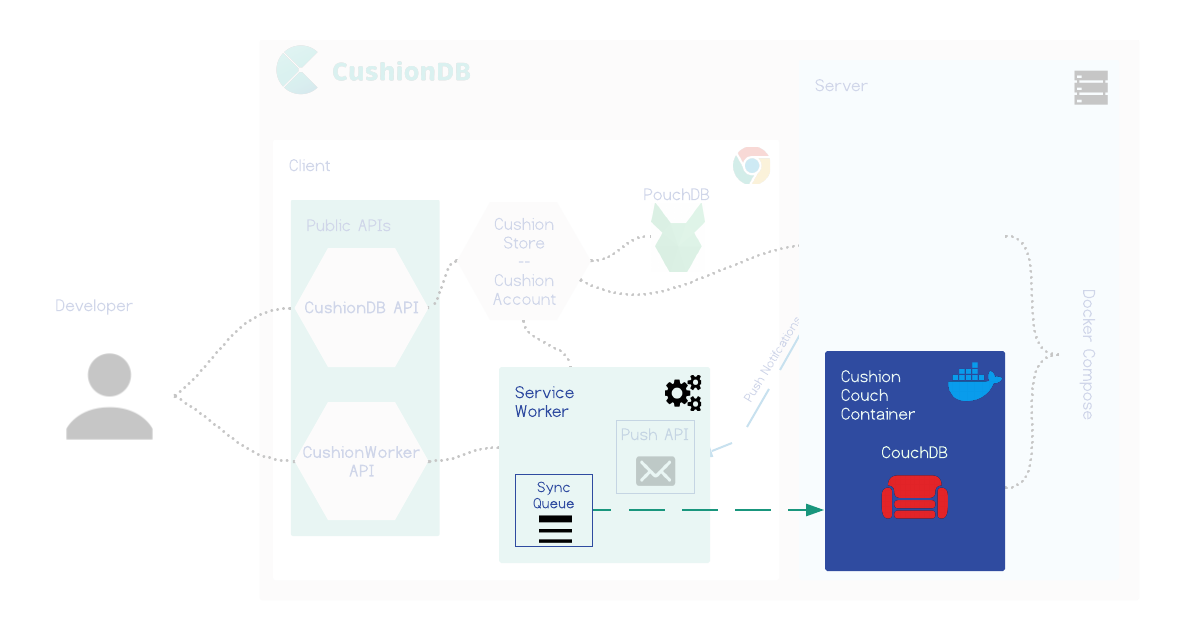 CushionDB
Server
Client
PouchDB
Public APIs
Cushion
Store
--
Cushion
Account
CushionDB API
Developer
Docker Compose
Push Notifcations
Service
Worker
Cushion
Couch
Container
Push API
CushionWorker
API
CouchDB
Sync
Queue